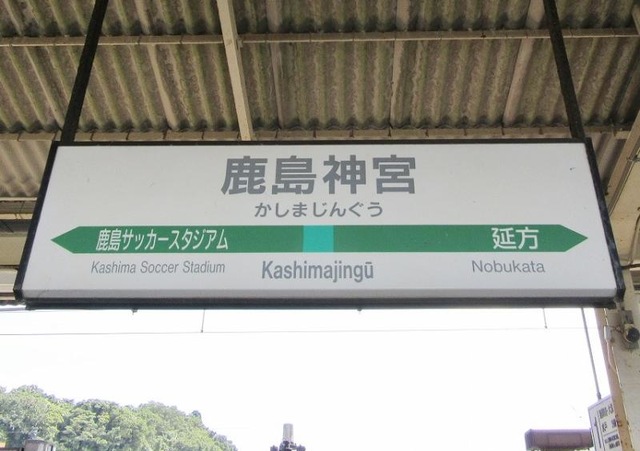 鹿島神宮
かしまじんぐう
鹿島サッカースタジアム 延方
Kashima Soccer Stadium Kashimajingū Nobukata